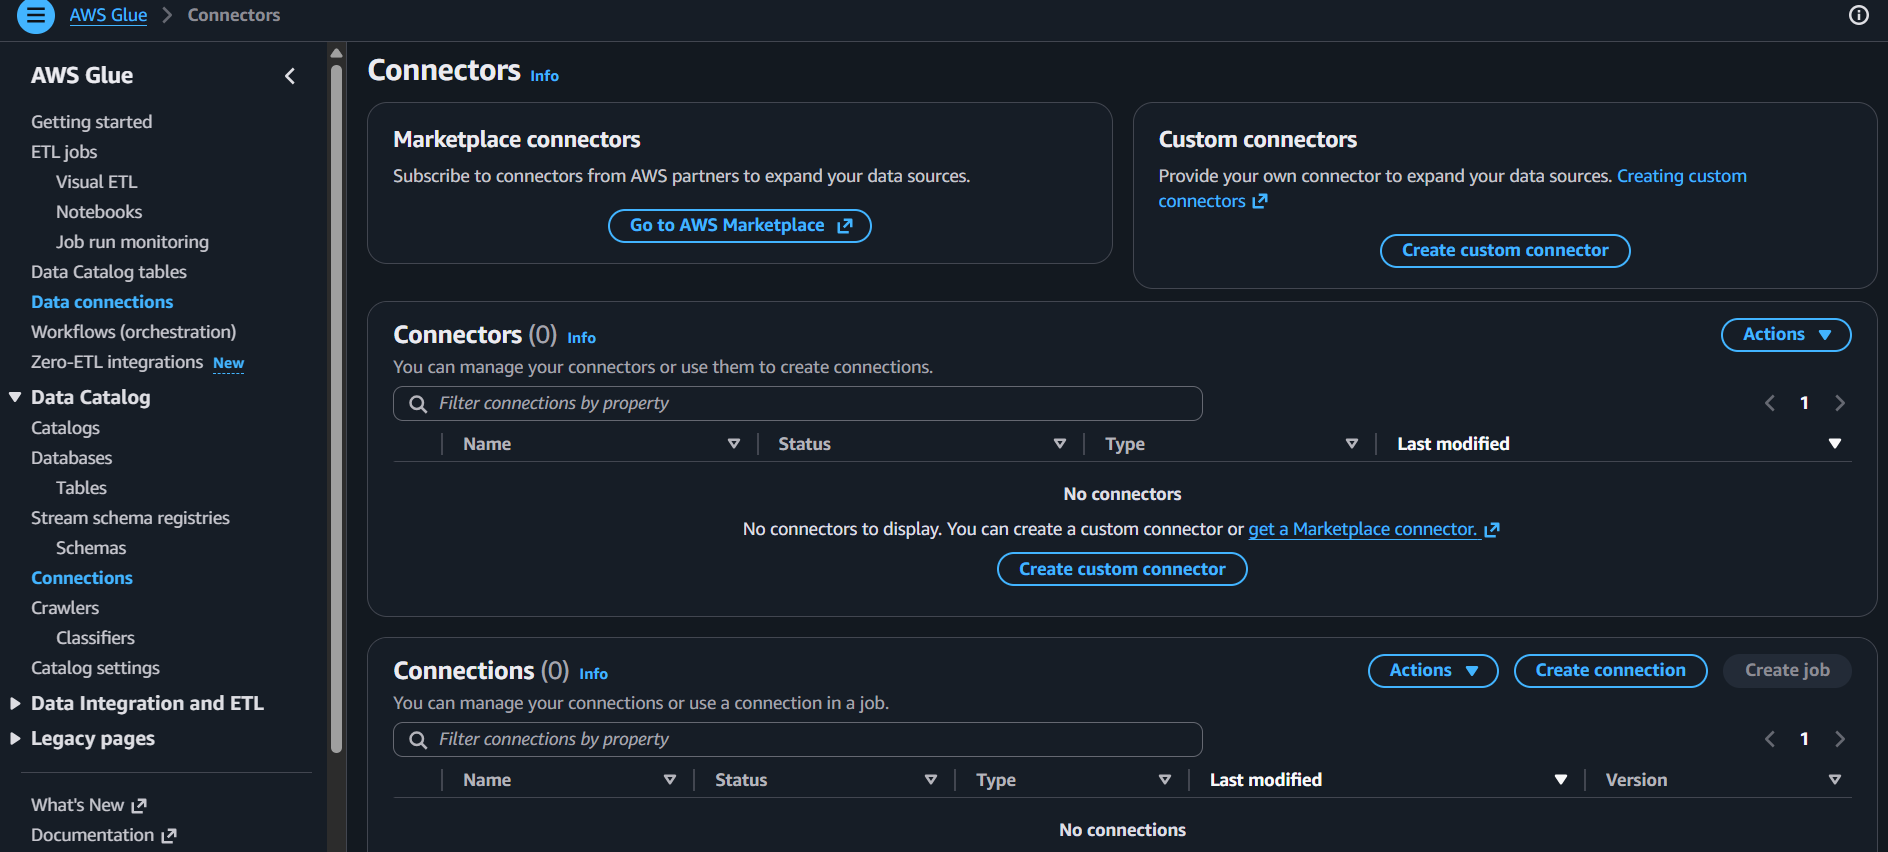 AWS Glue > Connectors
AWS Glue
Getting started
ETL jobs
Visual ETL
Notebooks
Job run monitoring
Data Catalog tables
Data connections
Workflows (orchestration)
Zero-ETL integrations New
Data Catalog
Catalogs
Databases
Tables
Stream schema registries
Schemas
Connections
Crawlers
Classifiers
Catalog settings
Data Integration and ETL
Legacy pages
What's New
Documentation
Connectors Info
Marketplace connectors
Subscribe to connectors from AWS partners to expand your data sources.
Go to AWS Marketplace
Custom connectors
Provide your own connector to expand your data sources. Creating custom
connectors
Create custom connector
Connectors (0) Info
Actions
You can manage your connectors or use them to create connections.
Filter connections by property
1
Name Status Type Last modified
No connectors
No connectors to display. You can create a custom connector or get a Marketplace connector.
Create custom connector
Connections (0) Info
Actions Create connection Create job
You can manage your connections or use a connection in a job.
Filter connections by property
1
Name Status Type Last modified Version
No connections